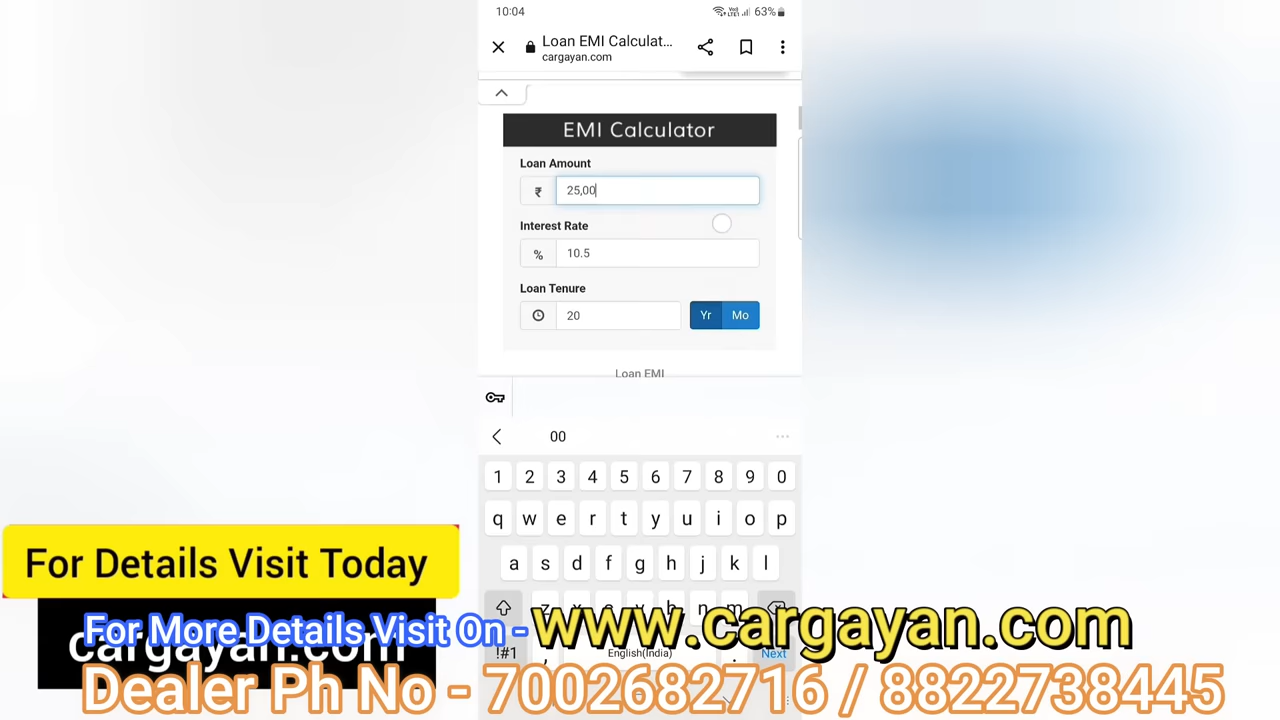 10:04
Vo)) LTE1 63%
Loan EMI Calculat...
cargayan.com
EMI Calculator
Loan Amount
₹ 25,00
Interest Rate
% 10.5
Loan Tenure
20 Yr Mo
Loan EMI
00
1 2 3 4 5 6 7 8 9 0
q w e r t y u i o p
a s d f g h j k l
z x c v b n m
!#1 , English(India) . Next
For Details Visit Today
cargayan.com
For More Details Visit On - www.cargayan.com
Dealer Ph No - 7002682716 / 8822738445